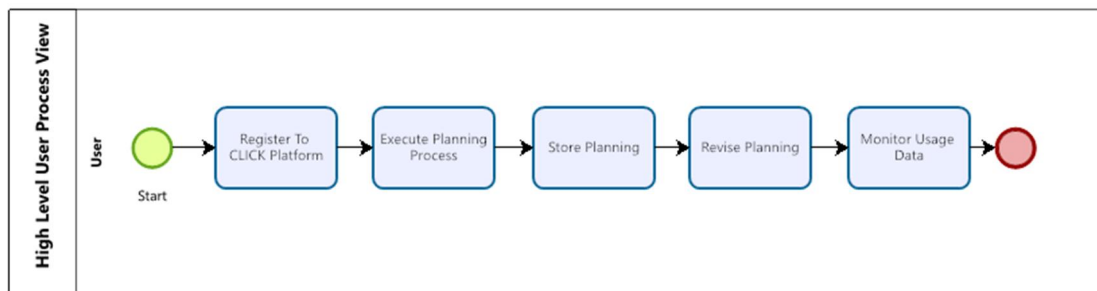 High Level User Process View
User
Start
Register To
CLICK Platform
Execute Planning
Process
Store Planning
Revise Planning
Monitor Usage
Data